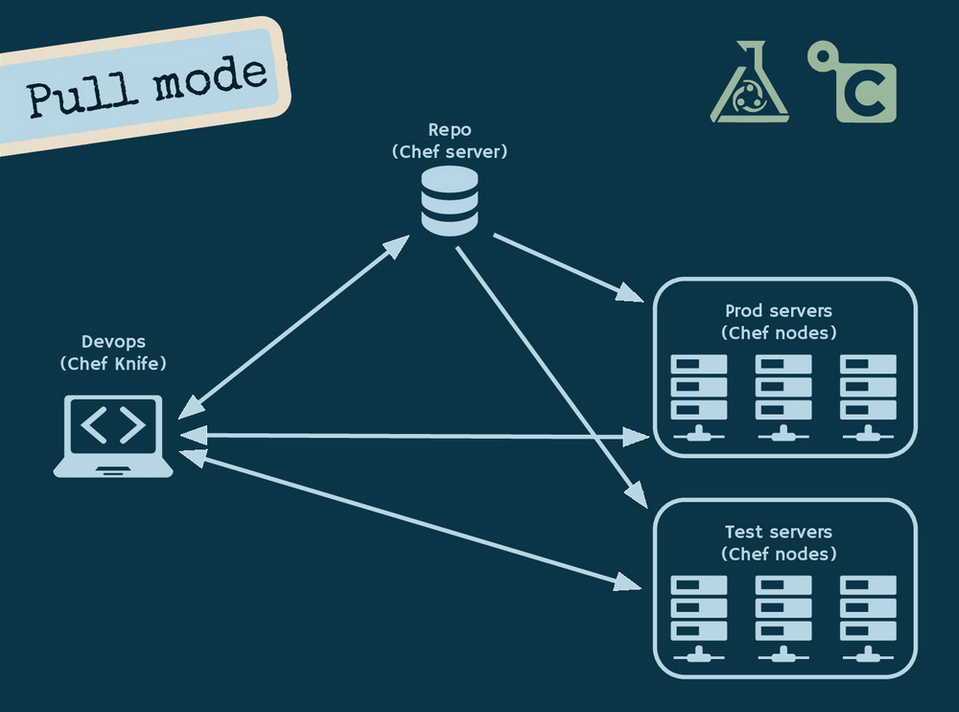 Pull mode
Repo
(Chef server)
Devops
(Chef Knife)
Prod servers
(Chef nodes)
Test servers
(Chef nodes)
C